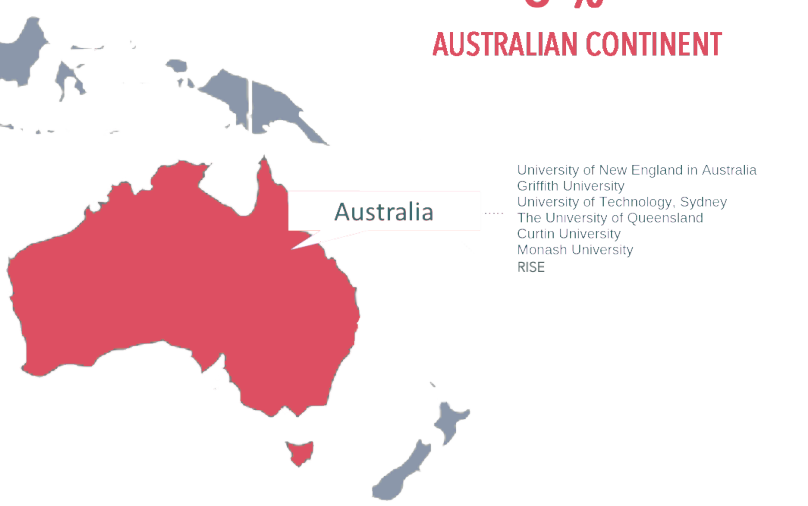 %
AUSTRALIAN CONTINENT
University of New England in Australia
Griffith University
University of Technology, Sydney
Australia
The University of Queensland
Curtin University
Monash University
RISE